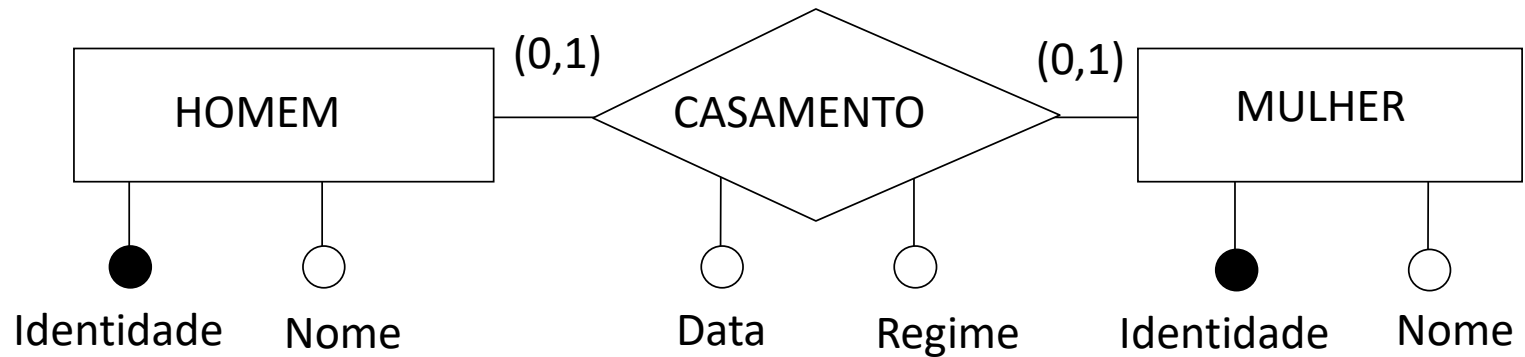 (0,1)
(0,1)
HOMEM
CASAMENTO
MULHER
Identidade
Nome
Data
Regime
Identidade
Nome